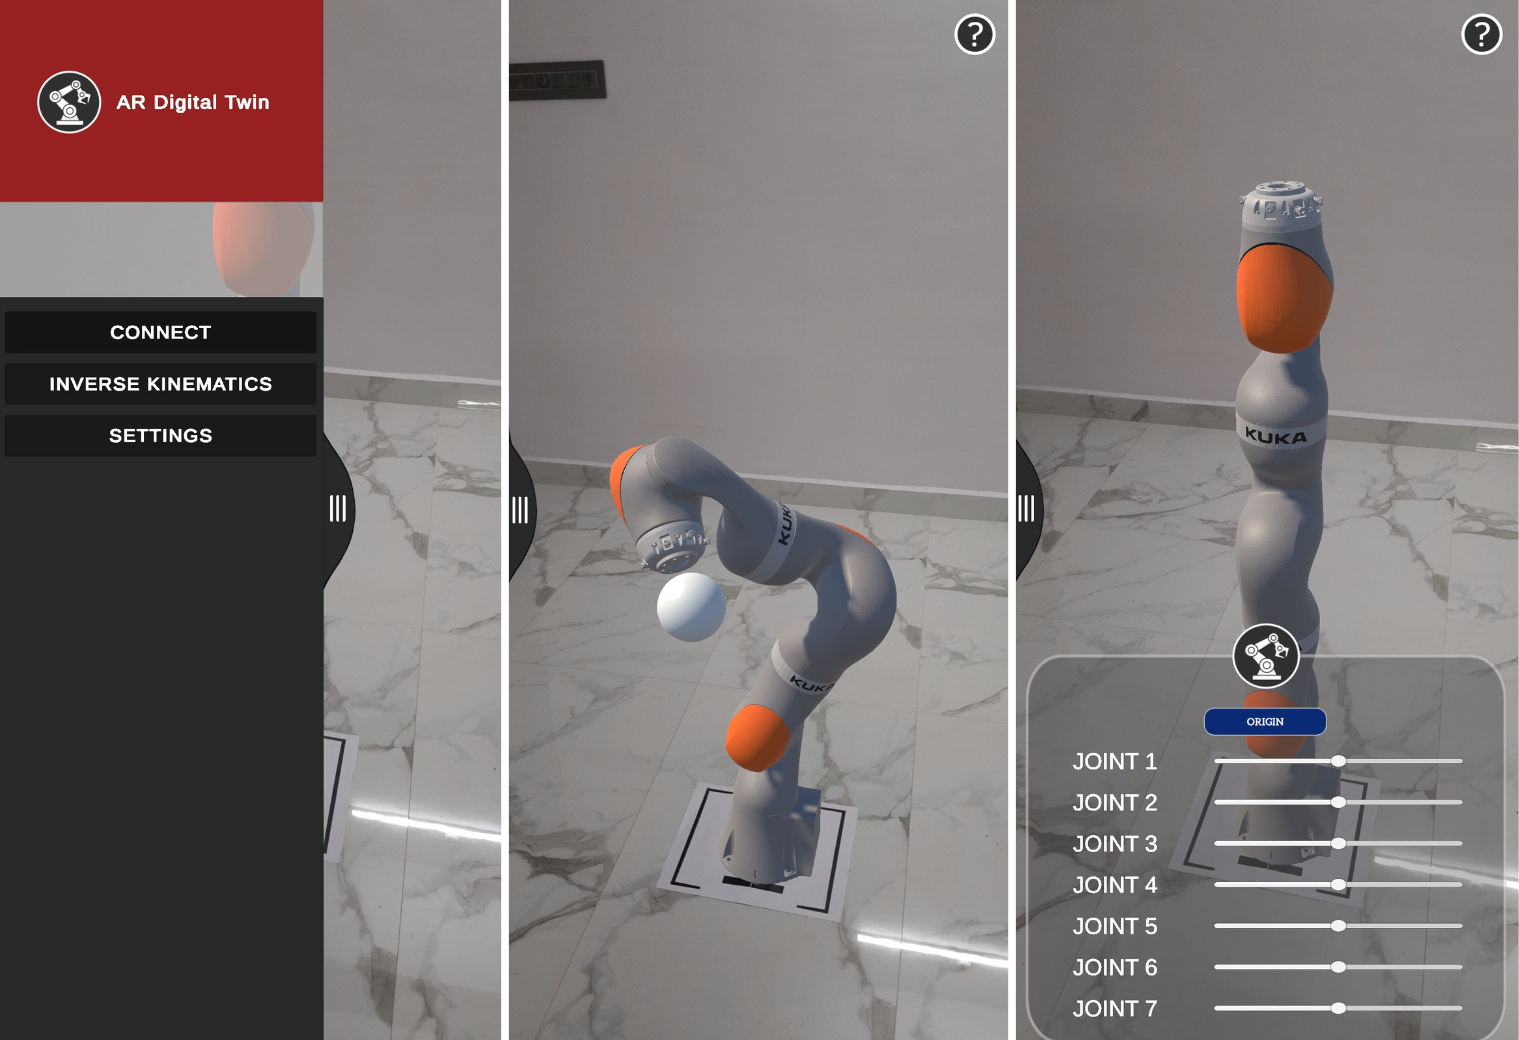 AR Digital Twin
CONNECT
INVERSE KINEMATICS
SETTINGS
?
KUKA
KUKA
?
KUKA
ORIGIN
JOINT 1
JOINT 2
JOINT 3
JOINT 4
JOINT 5
JOINT 6
JOINT 7